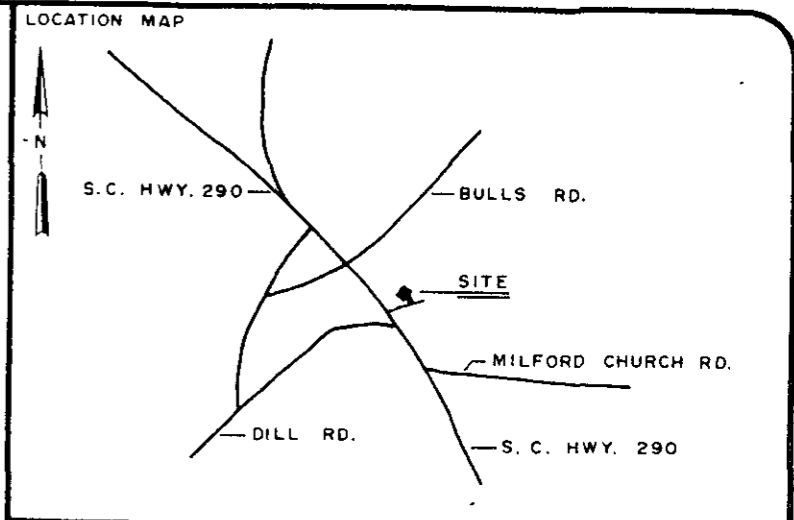 LOCATION MAP
N
S.C. HWY. 290
BULLS RD.
SITE
MILFORD CHURCH RD.
DILL RD.
S.C. HWY. 290